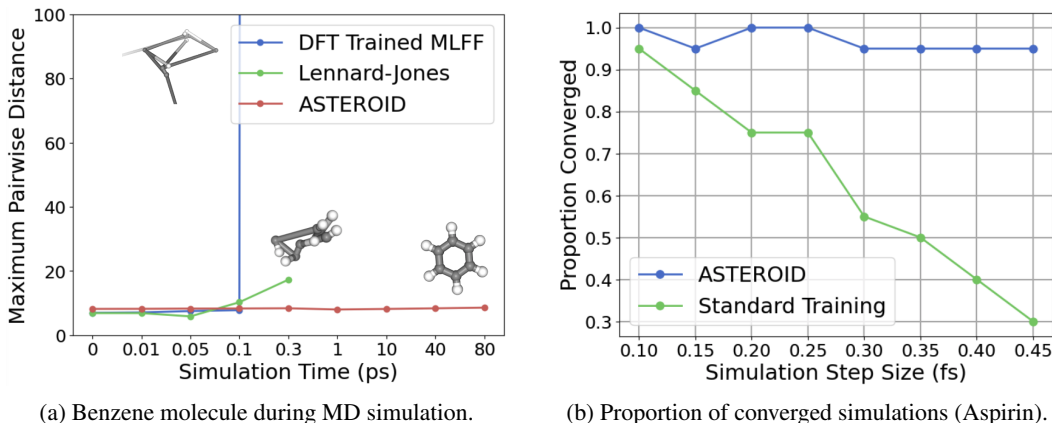 Maximum Pairwise Distance
100
80
60
40
20
0
DFT Trained MLFF
Lennard-Jones
ASTEROID
0 0.01 0.05 0.1 0.3 1 10 40 80
Simulation Time (ps)
(a) Benzene molecule during MD simulation.
Proportion Converged
1.0
0.9
0.8
0.7
0.6
0.5
0.4
0.3
ASTEROID
Standard Training
0.10 0.15 0.20 0.25 0.30 0.35 0.40 0.45
Simulation Step Size (fs)
(b) Proportion of converged simulations (Aspirin).